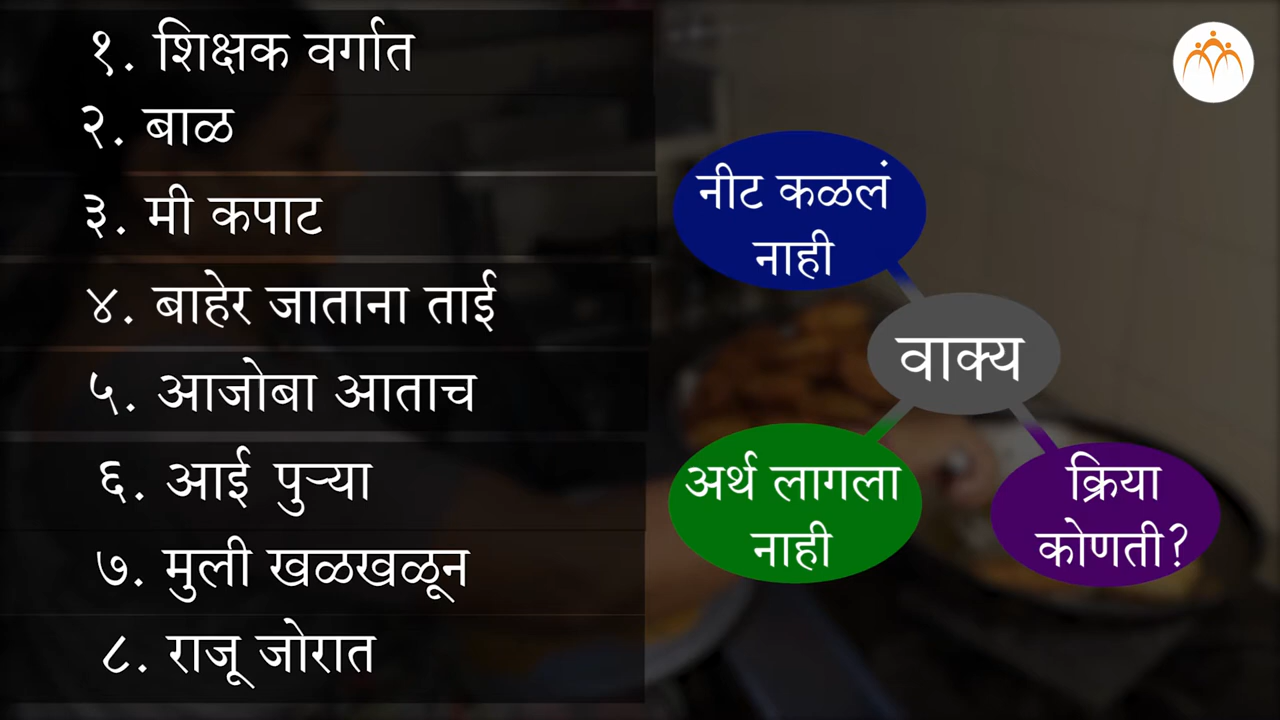 १. शिक्षक वर्गात
२. बाळ
३. मी कपाट
४. बाहेर जाताना ताई
५. आजोबा आताच
६. आई पुऱ्या
७. मुली खळखळून
८. राजू जोरात
नीट कळलं
नाही
वाक्य
अर्थ लागला
नाही
क्रिया
कोणती?